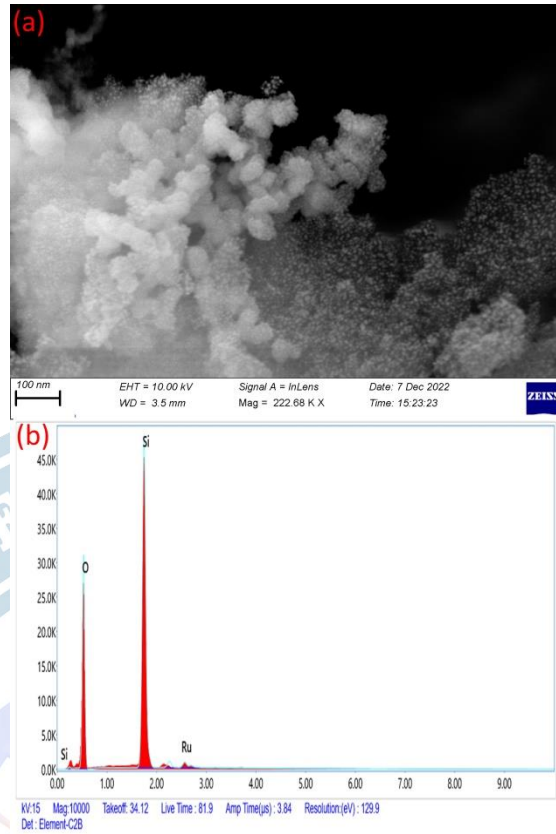 (a)
100 nm EHT = 10.00 kV Signal A = InLens Date: 7 Dec 2022
WD = 3.5 mm Mag = 222.68 K X Time: 15:23:23
ZEISS
(b)
Si
45.0K
40.0K
35.0K
30.0K
O
25.0K
20.0K
15.0K
10.0K
5.0K
Si Ru
0.0K
0.00 1.00 2.00 3.00 4.00 5.00 6.00 7.00 8.00 9.00
kV:15 Mag:10000 Takeoff: 34.12 Live Time : 81.9 Amp Time(µs) : 3.84 Resolution:(eV) : 129.9
Det : Element-C2B